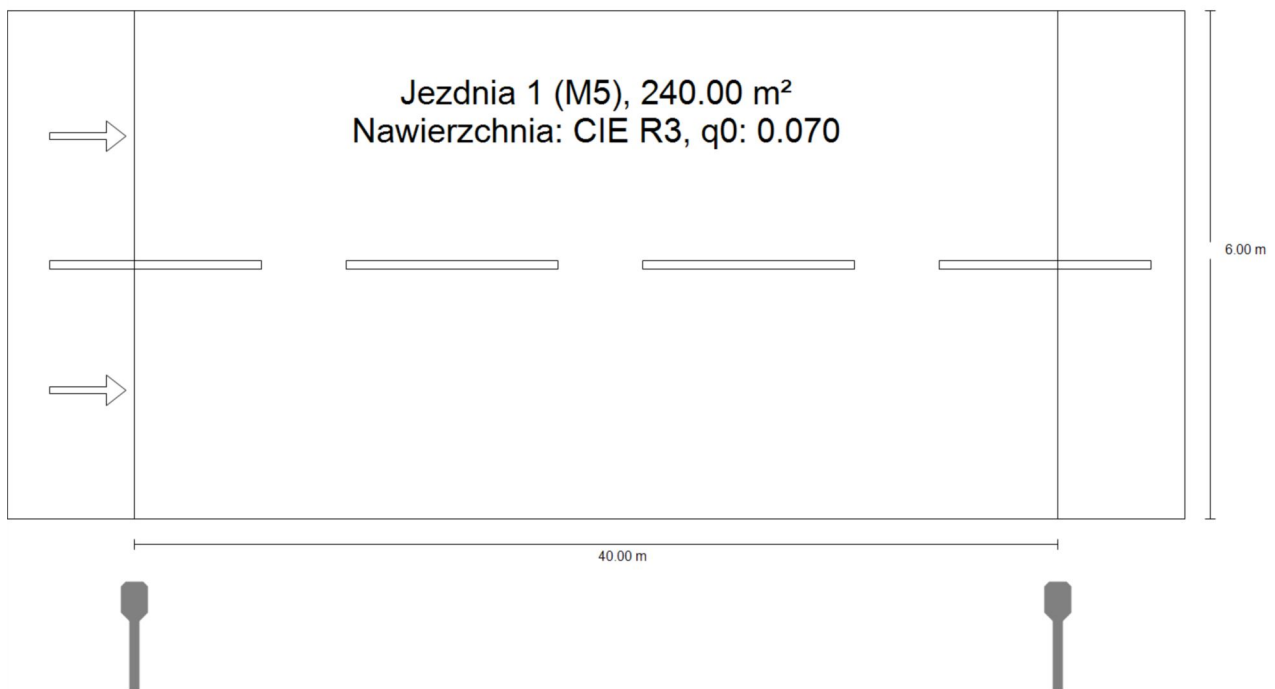 Jezdnia 1 (M5), 240.00 m²
Nawierzchnia: CIE R3, q0: 0.070
6.00 m
40.00 m